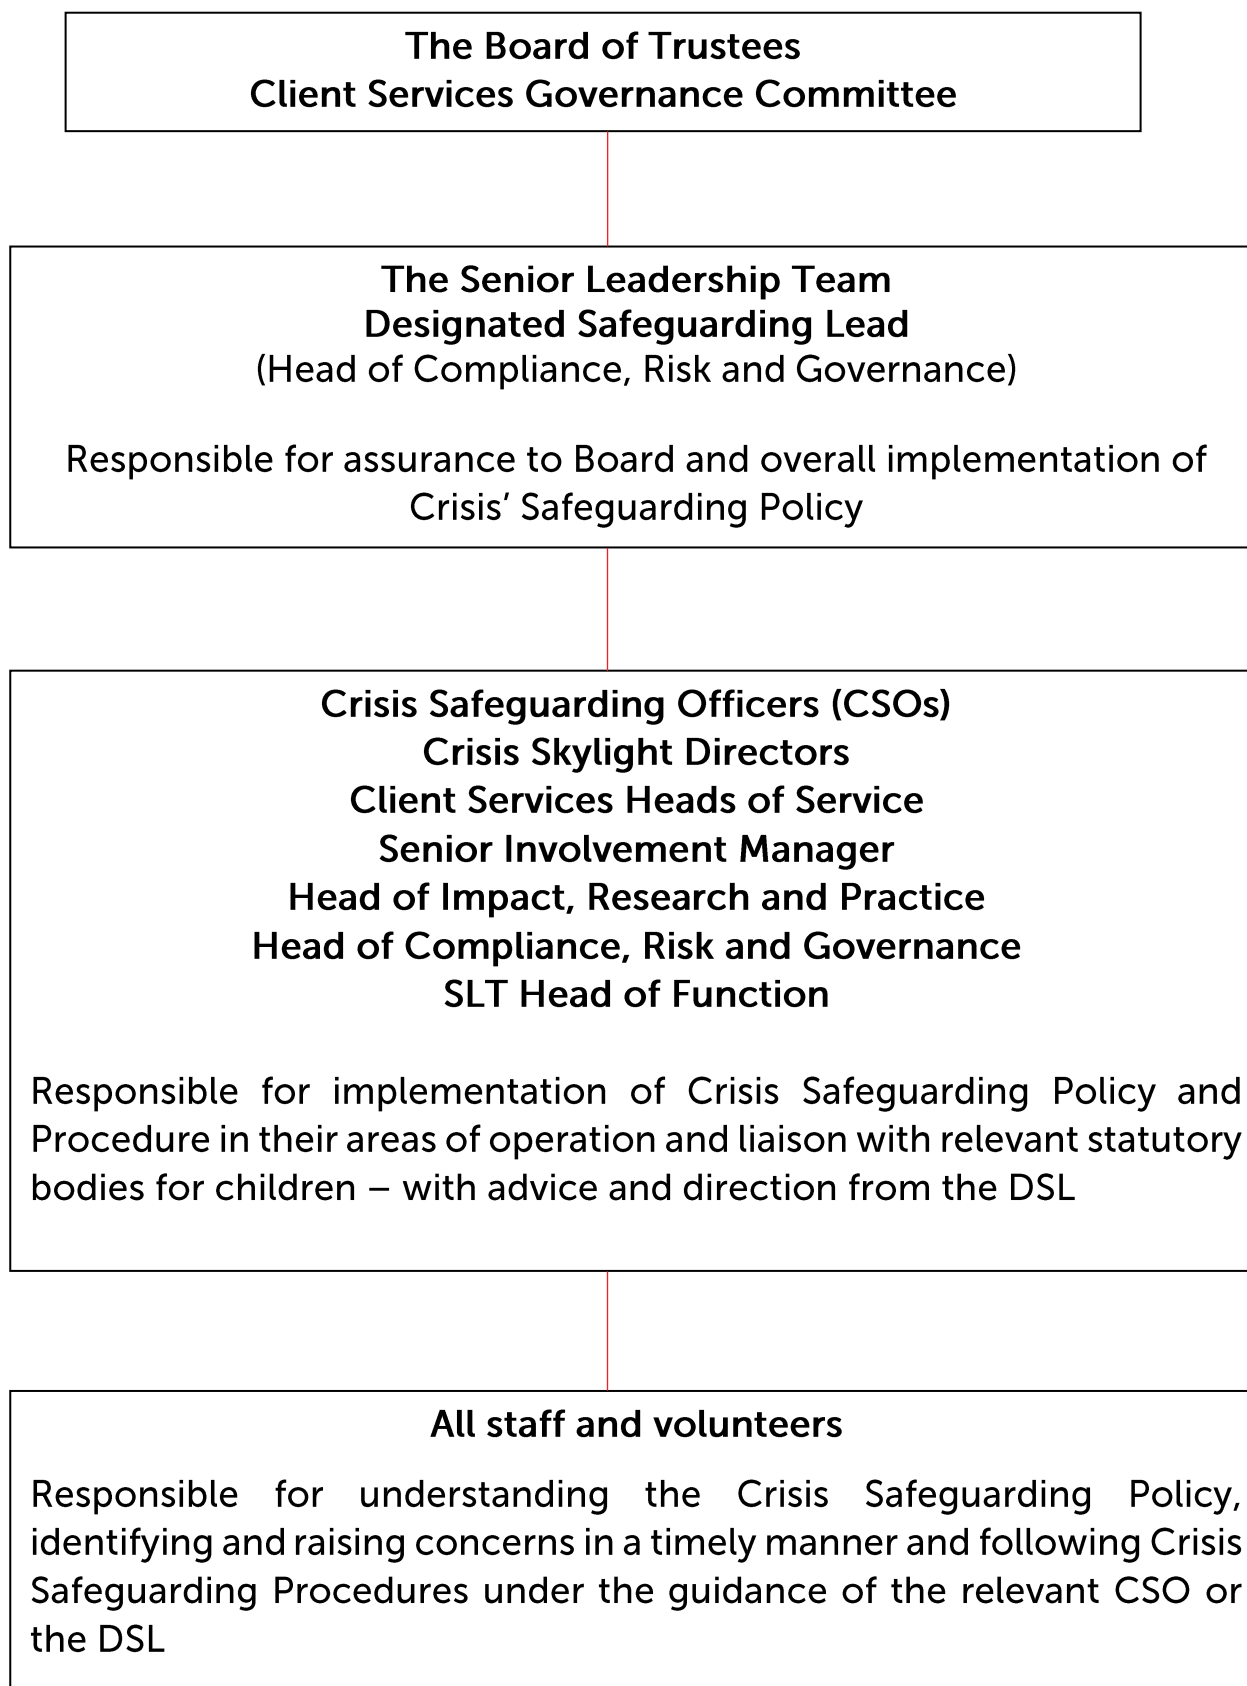 The Board of Trustees
Client Services Governance Committee
The Senior Leadership Team
Designated Safeguarding Lead
(Head of Compliance, Risk and Governance)
Responsible for assurance to Board and overall implementation of
Crisis’ Safeguarding Policy
Crisis Safeguarding Officers (CSOs)
Crisis Skylight Directors
Client Services Heads of Service
Senior Involvement Manager
Head of Impact, Research and Practice
Head of Compliance, Risk and Governance
SLT Head of Function
Responsible for implementation of Crisis Safeguarding Policy and
Procedure in their areas of operation and liaison with relevant statutory
bodies for children – with advice and direction from the DSL
All staff and volunteers
Responsible for understanding the Crisis Safeguarding Policy,
identifying and raising concerns in a timely manner and following Crisis
Safeguarding Procedures under the guidance of the relevant CSO or
the DSL